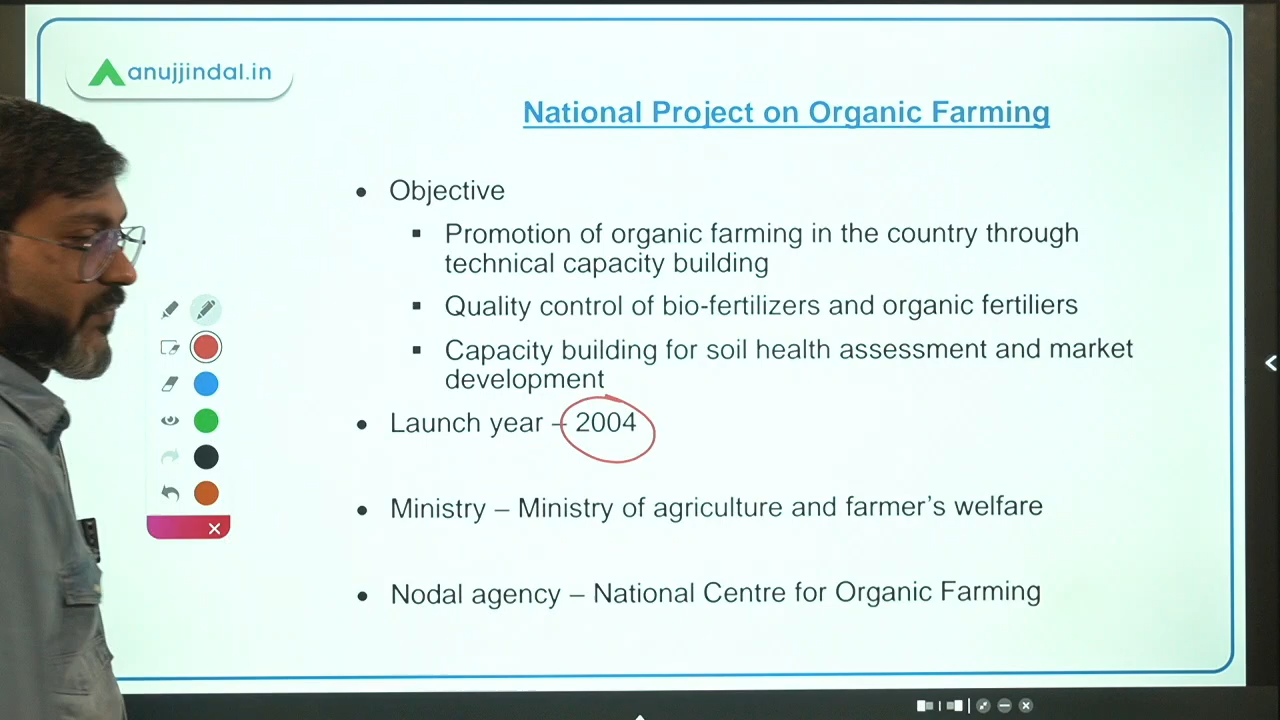 anujjindal.in
National Project on Organic Farming
• Objective
▪ Promotion of organic farming in the country through
technical capacity building
▪ Quality control of bio-fertilizers and organic fertiliers
▪ Capacity building for soil health assessment and market
development
• Launch year – 2004
• Ministry – Ministry of agriculture and farmer's welfare
• Nodal agency – National Centre for Organic Farming